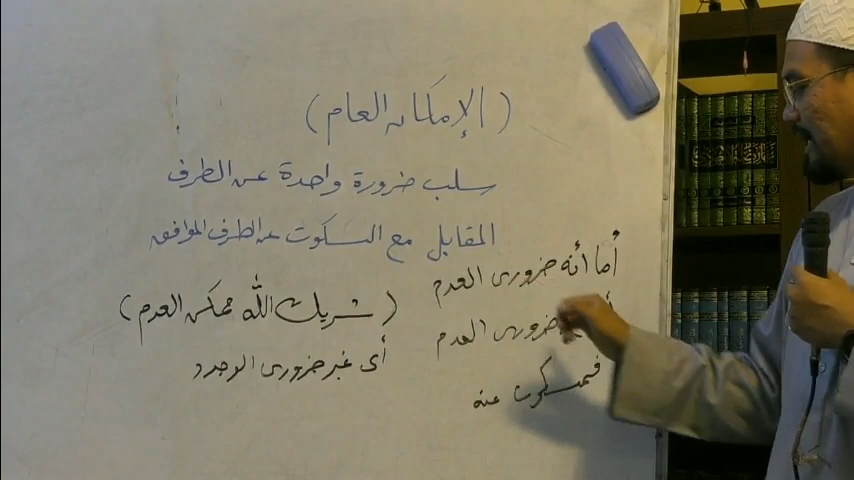 (الإمكان العام)
سلب ضرورة واحدة عن الطرف
المقابل مع السكوت عن الطرف الموافق
أما أنه ضروري العدم
(شريك الله ممكن العدم)
ضروري العدم
أي غير ضروري الوجود
فمسكوت عنه